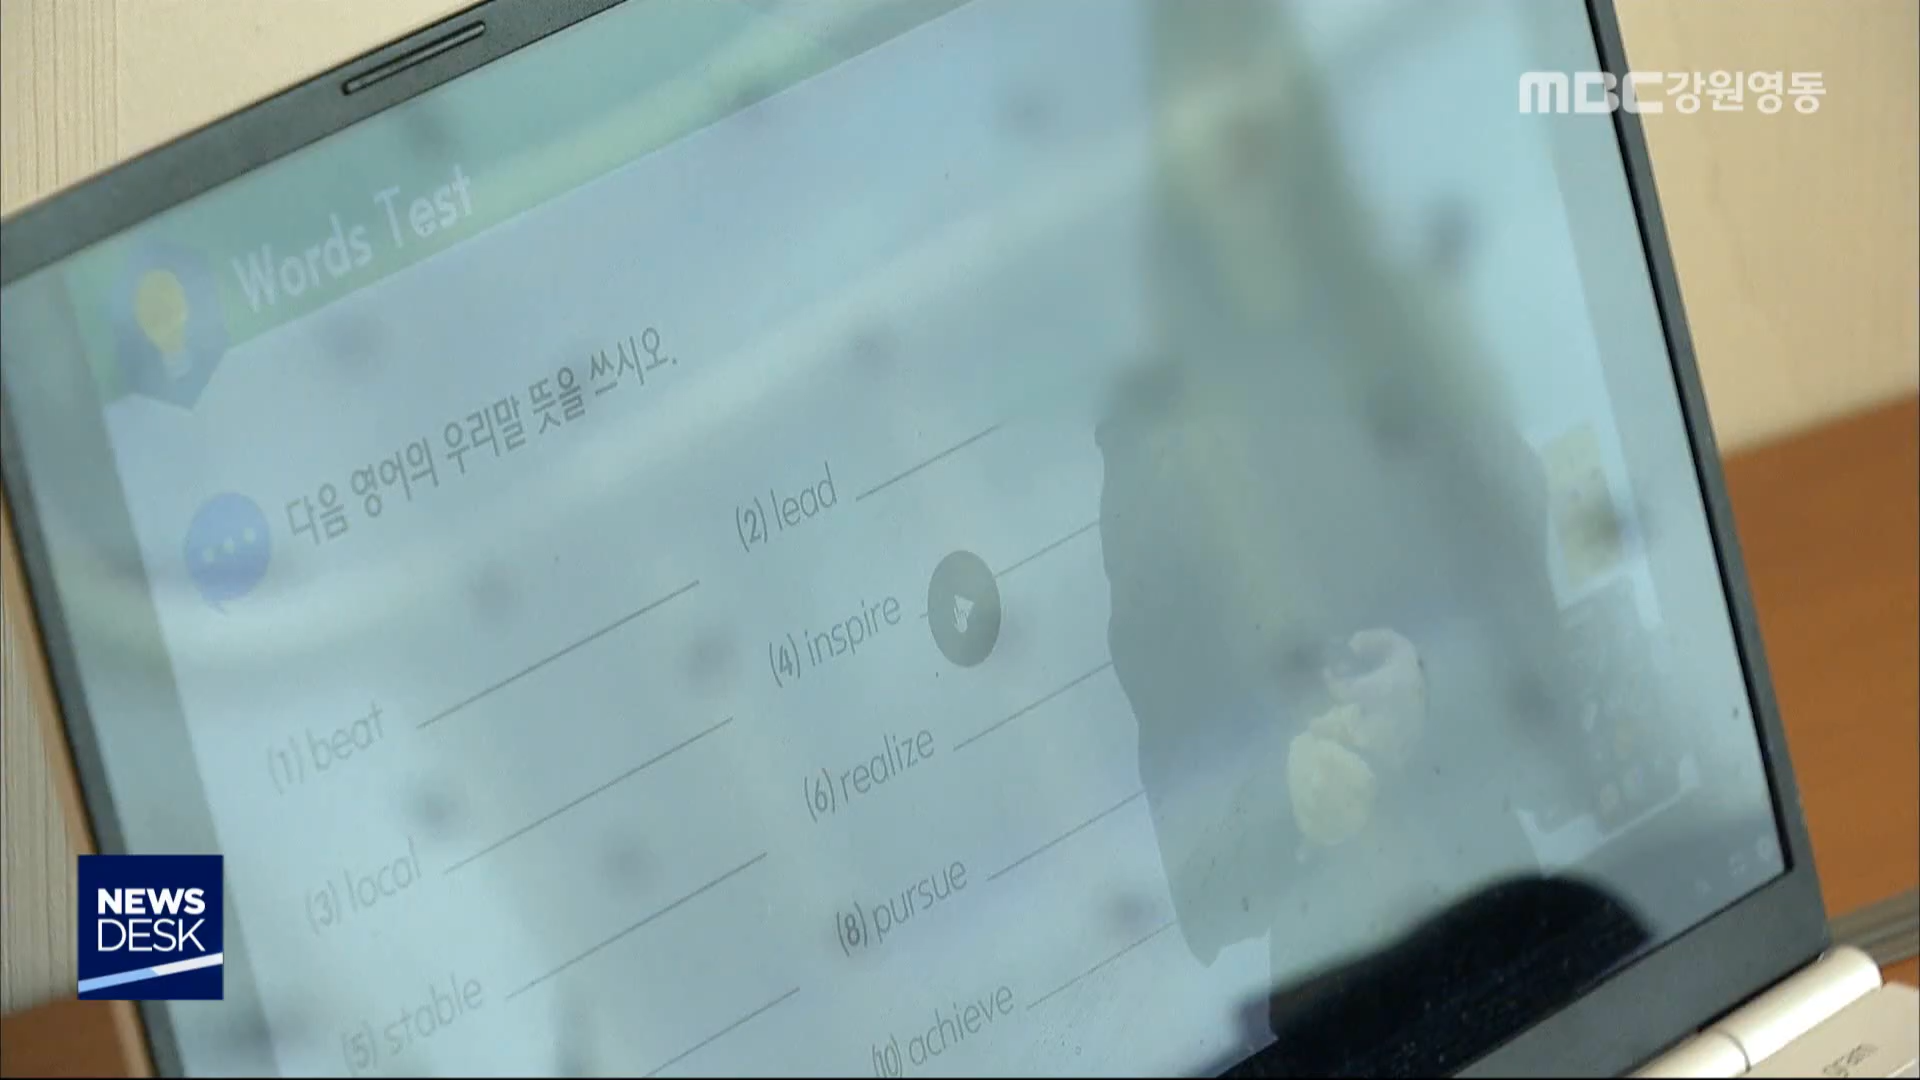 MBC강원영동
Words Test
다음 영어의 우리말 뜻을 쓰시오.
(1) beat
(2) lead
(3) local
(4) inspire
(5) stable
(6) realize
(8) pursue
(10) achieve
NEWS
DESK
gram